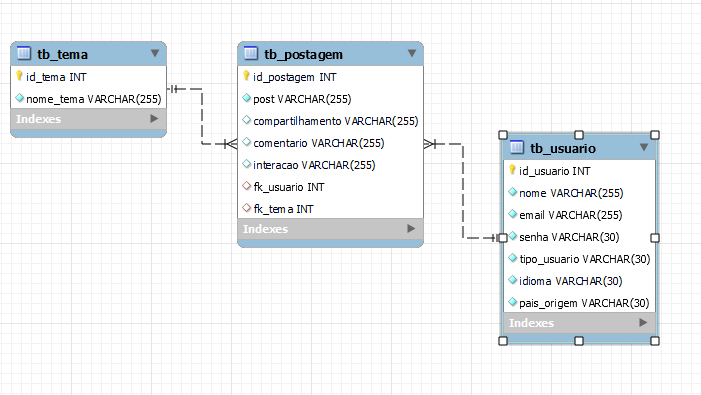 tb_tema
id_tema INT
nome_tema VARCHAR(255)
Indexes
tb_postagem
id_postagem INT
post VARCHAR(255)
compartilhamento VARCHAR(255)
comentario VARCHAR(255)
interacao VARCHAR(255)
fk_usuario INT
fk_tema INT
Indexes
tb_usuario
id_usuario INT
nome VARCHAR(255)
email VARCHAR(255)
senha VARCHAR(30)
tipo_usuario VARCHAR(30)
idioma VARCHAR(30)
pais_origem VARCHAR(30)
Indexes